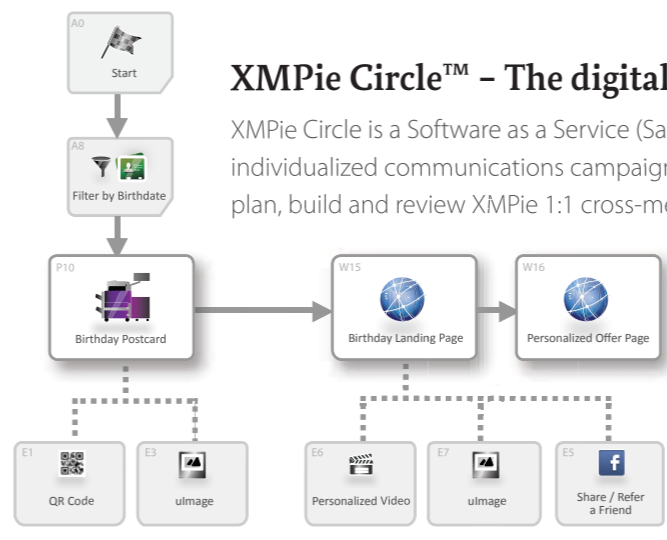 A0
Start
XMPie Circle™ – The digital
XMPie Circle is a Software as a Service (Sa
individualized communications campaign
plan, build and review XMPie 1:1 cross-me
A8
Filter by Birthdate
P10
Birthday Postcard
W15
Birthday Landing Page
W16
Personalized Offer Page
E1
QR Code
E3
uImage
E6
Personalized Video
E7
uImage
E5
Share / Refer
a Friend